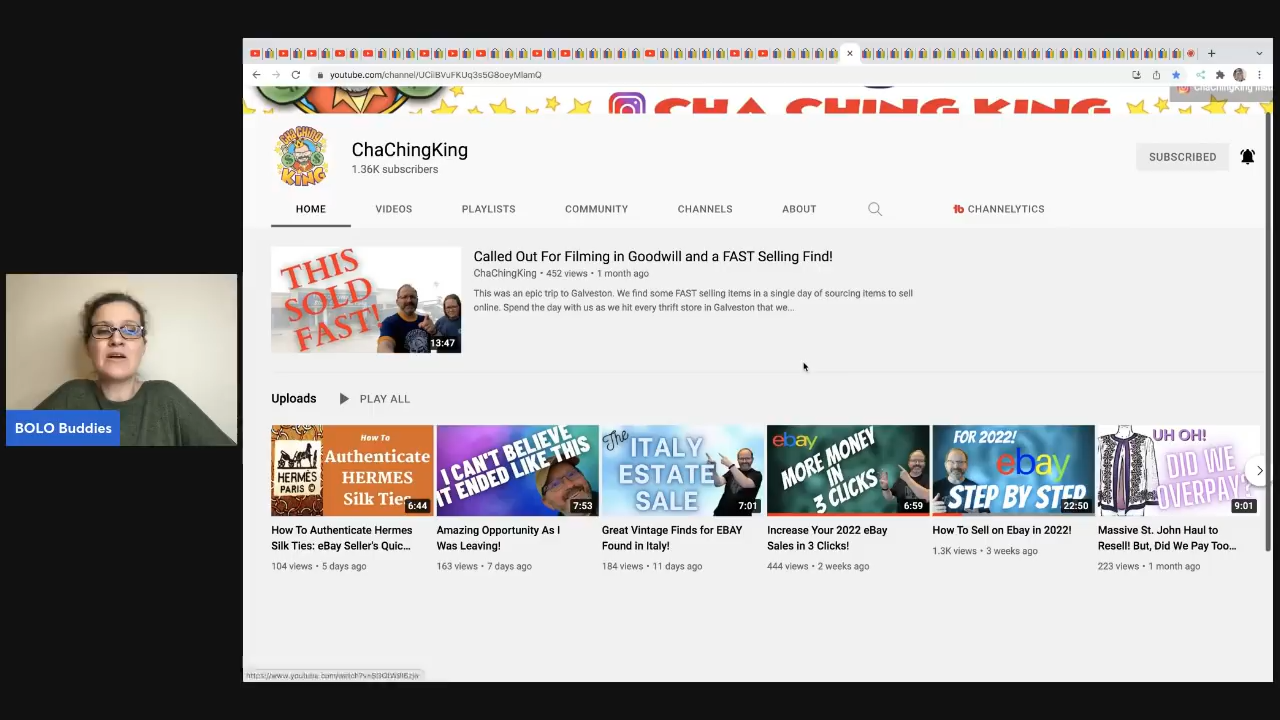 youtube.com/channel/UCiIBVuFKUq3s5G8oeyMlamQ
CHA CHING KING
ChaChingKing
CHA CHING
KING
ChaChingKing
1.36K subscribers
SUBSCRIBED
HOME
VIDEOS
PLAYLISTS
COMMUNITY
CHANNELS
ABOUT
CHANNELYTICS
THIS
SOLD
FAST!
13:47
Called Out For Filming in Goodwill and a FAST Selling Find!
ChaChingKing • 452 views • 1 month ago
This was an epic trip to Galveston. We find some FAST selling items in a single day of sourcing items to sell
online. Spend the day with us as we hit every thrift store in Galveston that we...
BOLO Buddies
Uploads
PLAY ALL
HERMÈS
PARIS ©
How To
Authenticate
HERMES
Silk Ties
6:44
I CAN'T BELIEVE
IT ENDED LIKE THIS
7:53
The
ITALY
ESTATE
SALE
7:01
ebay
MORE MONEY
IN
3 CLICKS!
6:59
FOR 2022!
ebay
STEP BY STEP
22:50
UH OH!
DID WE
OVERPAY?
9:01
How To Authenticate Hermes
Silk Ties: eBay Seller's Quic...
104 views • 5 days ago
Amazing Opportunity As I
Was Leaving!
163 views • 7 days ago
Great Vintage Finds for EBAY
Found in Italy!
184 views • 11 days ago
Increase Your 2022 eBay
Sales in 3 Clicks!
444 views • 2 weeks ago
How To Sell on Ebay in 2022!
1.3K views • 3 weeks ago
Massive St. John Haul to
Resell! But, Did We Pay Too...
223 views • 1 month ago